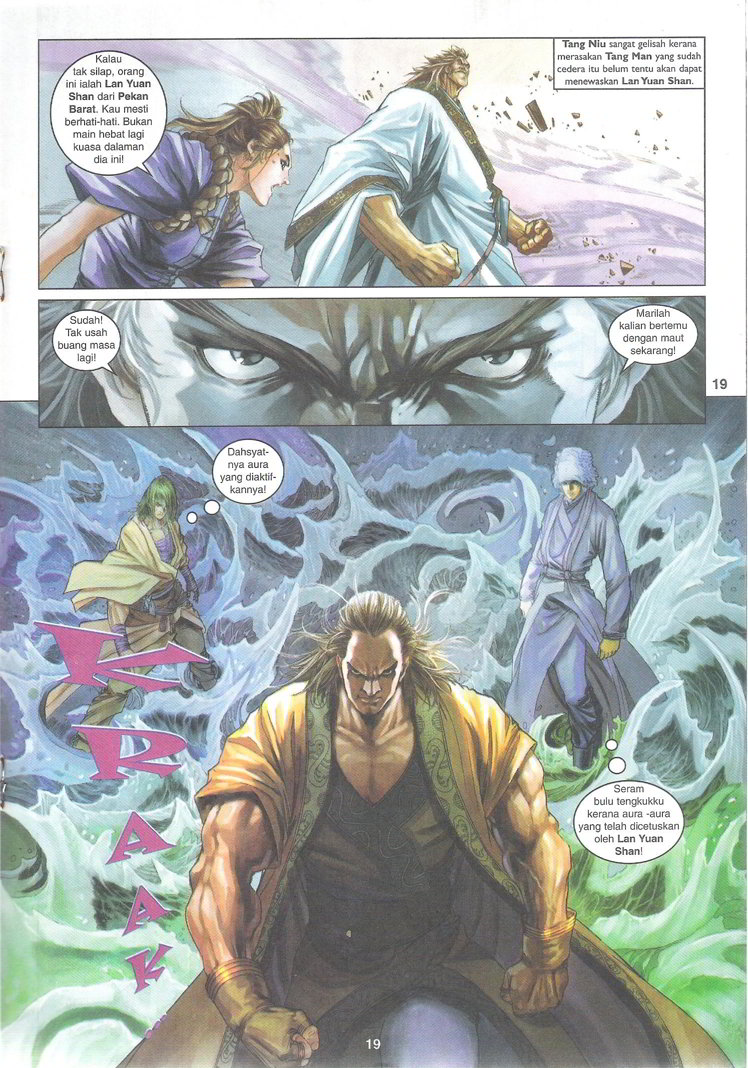 Kalau
tak silap, orang
ini ialah Lan Yuan
Shan dari Pekan
Barat. Kau mesti
berhati-hati. Bukan
main hebat lagi
kuasa dalaman
dia ini!
Tang Niu sangat gelisah kerana
merasakan Tang Man yang sudah
cedera itu belum tentu akan dapat
menewaskan Lan Yuan Shan.
Sudah!
Tak usah
buang masa
lagi!
Marilah
kalian bertemu
dengan maut
sekarang!
19
Dahsyat-
nya aura
yang diaktif-
kannya!
KRAAAK...
Seram
bulu tengkukku
kerana aura -aura
yang telah dicetuskan
oleh Lan Yuan
Shan!
19